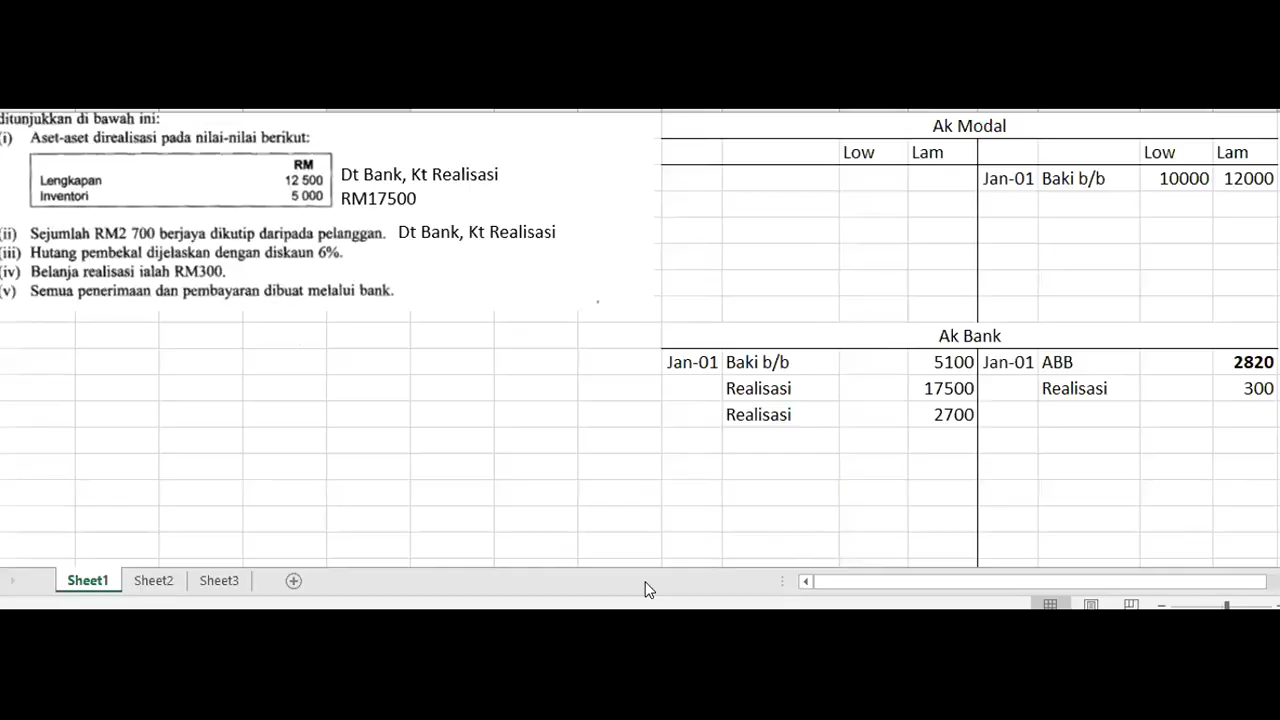 ditunjukkan di bawah ini:
(i) Aset-aset direalisasi pada nilai-nilai berikut:
RM
Lengkapan 12 500
Inventori 5 000
Dt Bank, Kt Realisasi
RM17500
(ii) Sejumlah RM2 700 berjaya dikutip daripada pelanggan. Dt Bank, Kt Realisasi
(iii) Hutang pembekal dijelaskan dengan diskaun 6%.
(iv) Belanja realisasi ialah RM300.
(v) Semua penerimaan dan pembayaran dibuat melalui bank.
Ak Modal
Low Lam Low Lam
Jan-01 Baki b/b 10000 12000
Ak Bank
Jan-01 Baki b/b 5100 Jan-01 ABB 2820
Realisasi 17500 Realisasi 300
Realisasi 2700
Sheet1 Sheet2 Sheet3